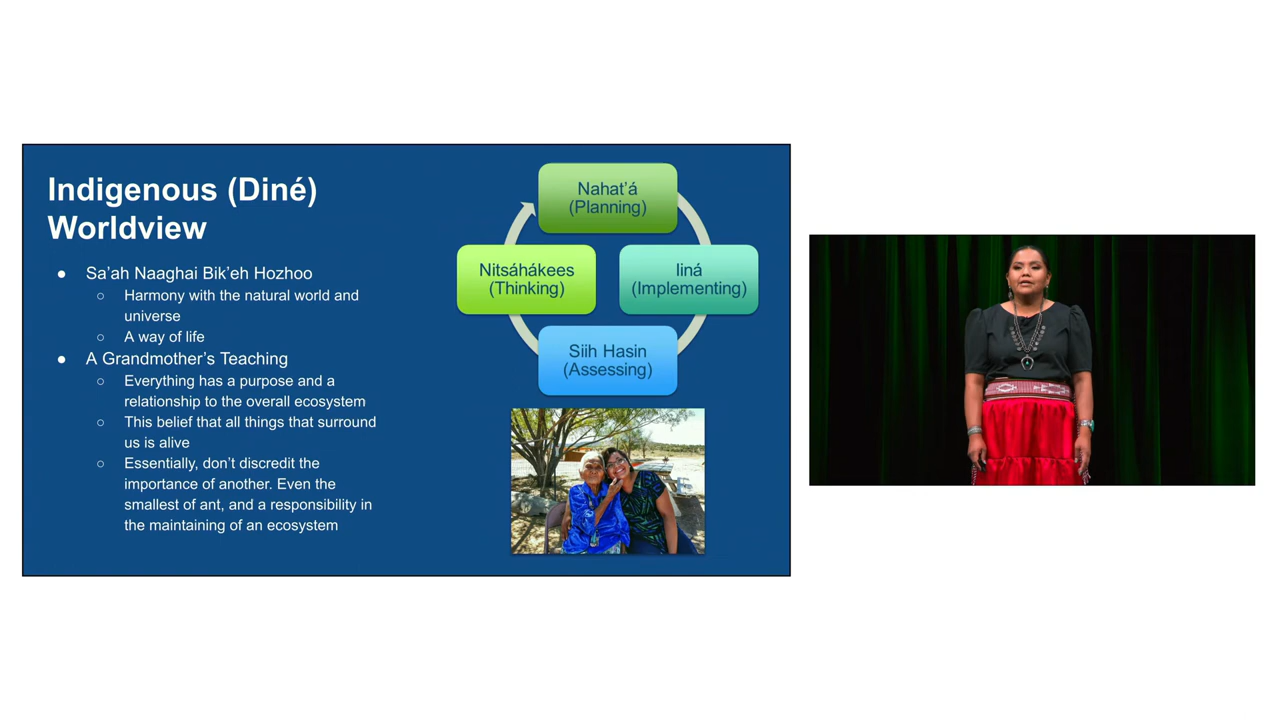 Indigenous (Diné)
Worldview
● Sa’ah Naaghai Bik’eh Hozhoo
○ Harmony with the natural world and
universe
○ A way of life
● A Grandmother’s Teaching
○ Everything has a purpose and a
relationship to the overall ecosystem
○ This belief that all things that surround
us is alive
○ Essentially, don’t discredit the
importance of another. Even the
smallest of ant, and a responsibility in
the maintaining of an ecosystem
Nahat’á
(Planning)
Nitsáhákees
(Thinking)
Iiná
(Implementing)
Siih Hasin
(Assessing)